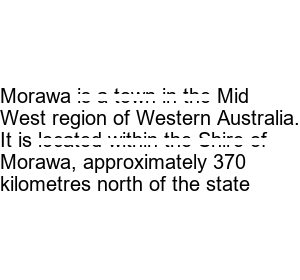 Morawa is a town in the Mid
West region of Western Australia.
It is located within the Shire of
Morawa, approximately 370
kilometres north of the state